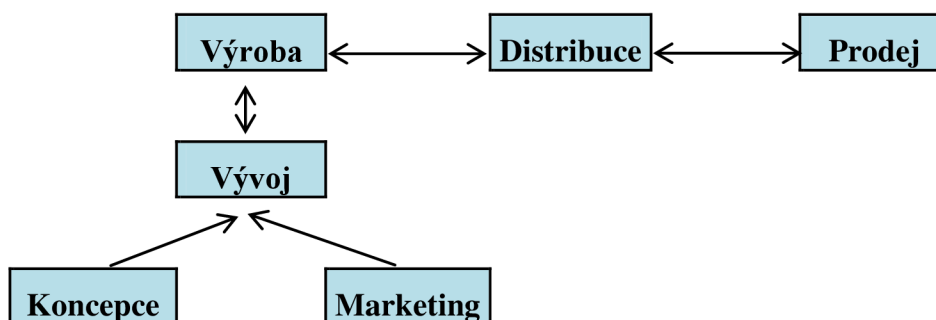 Výroba
Distribuce
Prodej
Vývoj
Koncepce
Marketing